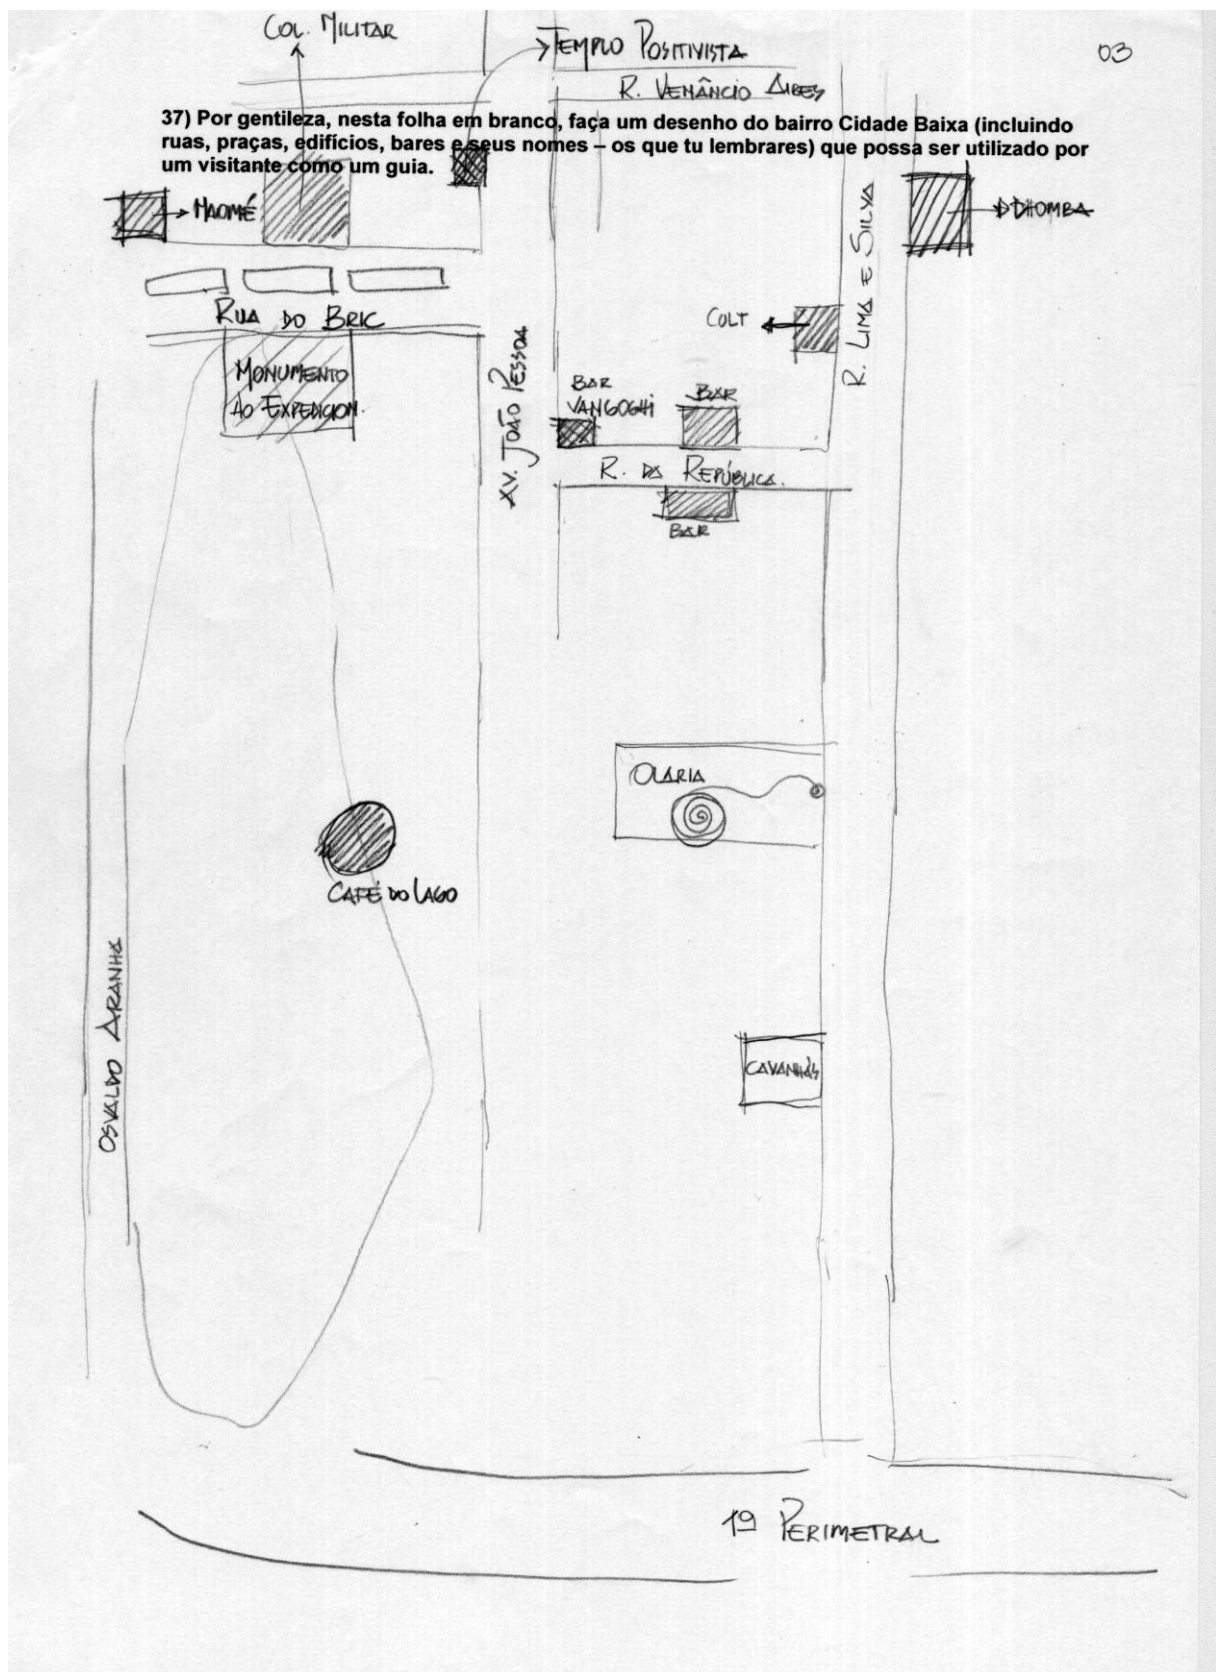 COL. MILITAR
TEMPLO POSITIVISTA
03
R. VENÂNCIO AIRES
37) Por gentileza, nesta folha em branco, faça um desenho do bairro Cidade Baixa (incluindo
ruas, praças, edifícios, bares e seus nomes – os que tu lembrares) que possa ser utilizado por
um visitante como um guia.
MAOMÉ
DHOMBA
RUA DO BRIC
COLT
R. LIMA E SILVA
MONUMENTO
AO EXPEDICION.
AV. JOÃO PESSOA
BAR
VANGOGHI
BAR
R. DA REPÚBLICA.
BAR
OLARIA
CAFÉ DO LAGO
OSVALDO ARANHA
CAVANHÁS
1ª PERIMETRAL